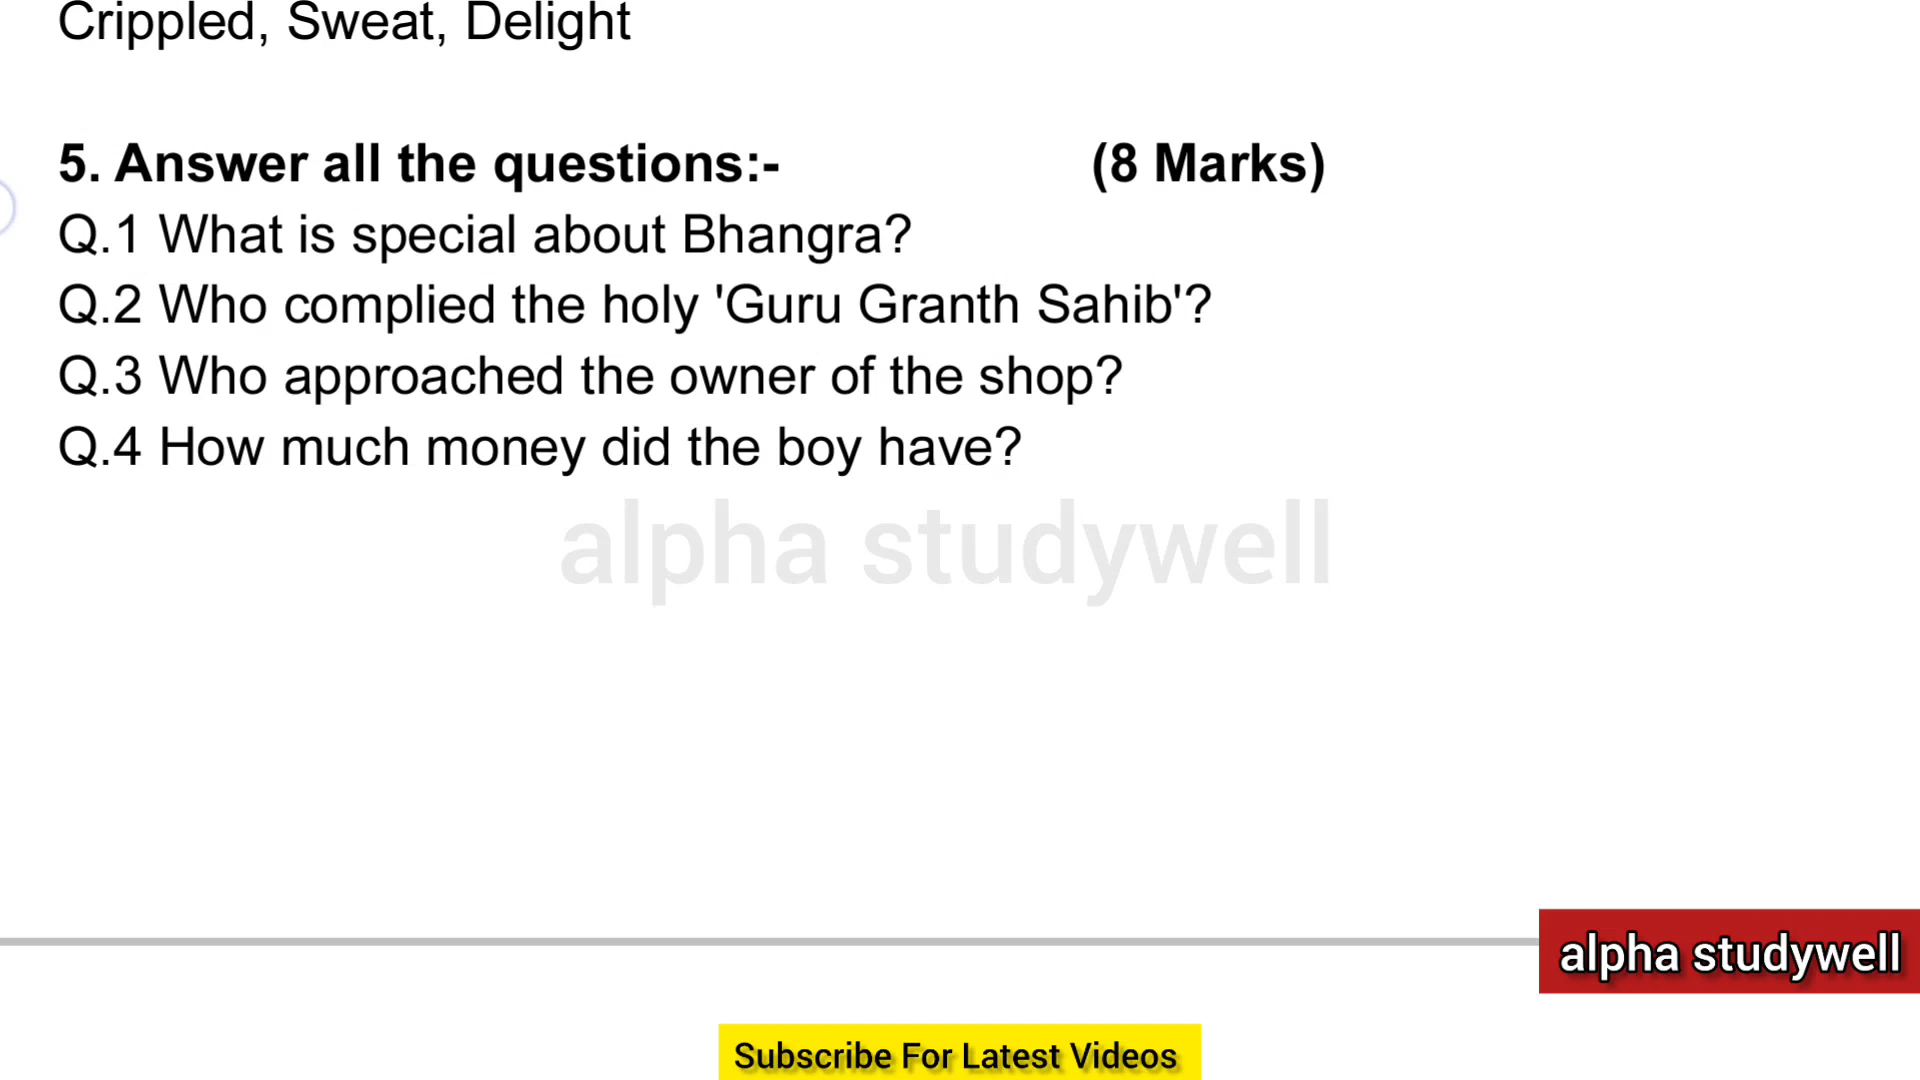 Crippled, Sweat, Delight
5. Answer all the questions:- (8 Marks)
Q.1 What is special about Bhangra?
Q.2 Who complied the holy 'Guru Granth Sahib'?
Q.3 Who approached the owner of the shop?
Q.4 How much money did the boy have?
alpha studywell
alpha studywell
Subscribe For Latest Videos